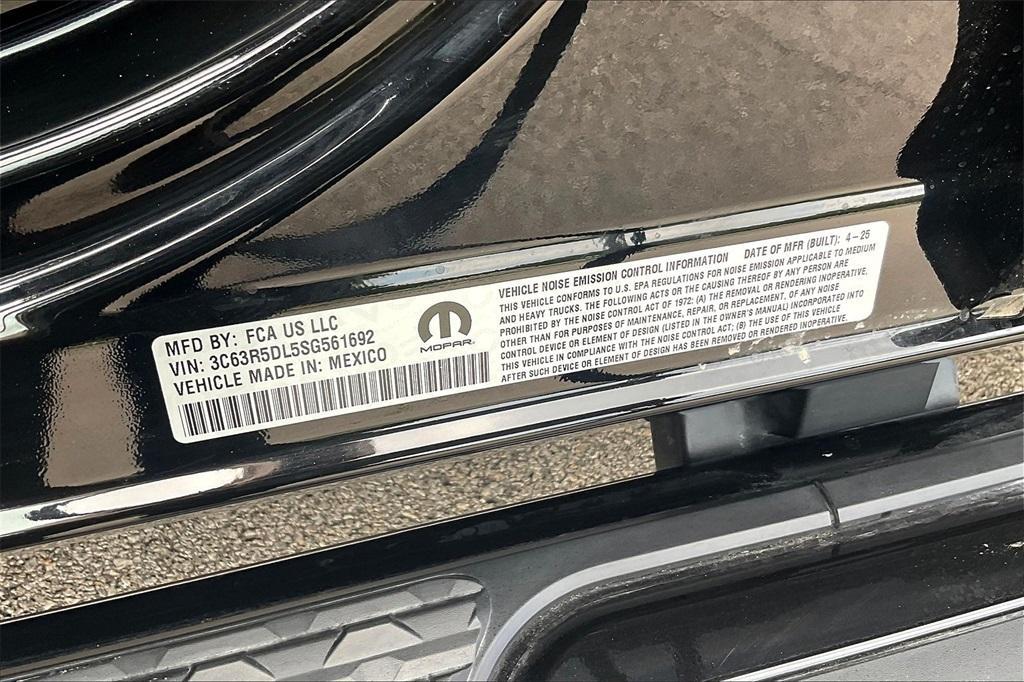 MFD BY: FCA US LLC
VIN: 3C63R5DL5SG561692
VEHICLE MADE IN: MEXICO
MOPAR
VEHICLE NOISE EMISSION CONTROL INFORMATION DATE OF MFR (BUILT): 4-25
THIS VEHICLE CONFORMS TO U.S. EPA REGULATIONS FOR NOISE EMISSION APPLICABLE TO MEDIUM
AND HEAVY TRUCKS. THE FOLLOWING ACTS OR THE CAUSING THEREOF BY ANY PERSON ARE
PROHIBITED BY THE NOISE CONTROL ACT OF 1972: (A) THE REMOVAL OR RENDERING INOPERATIVE,
OTHER THAN FOR PURPOSES OF MAINTENANCE, REPAIR, OR REPLACEMENT, OF ANY NOISE
CONTROL DEVICE OR ELEMENT OF DESIGN (LISTED IN THE OWNER'S MANUAL) INCORPORATED INTO
THIS VEHICLE IN COMPLIANCE WITH THE NOISE CONTROL ACT; (B) THE USE OF THIS VEHICLE
AFTER SUCH DEVICE OR ELEMENT OF DESIGN HAS BEEN REMOVED OR RENDERED INOPERATIVE.